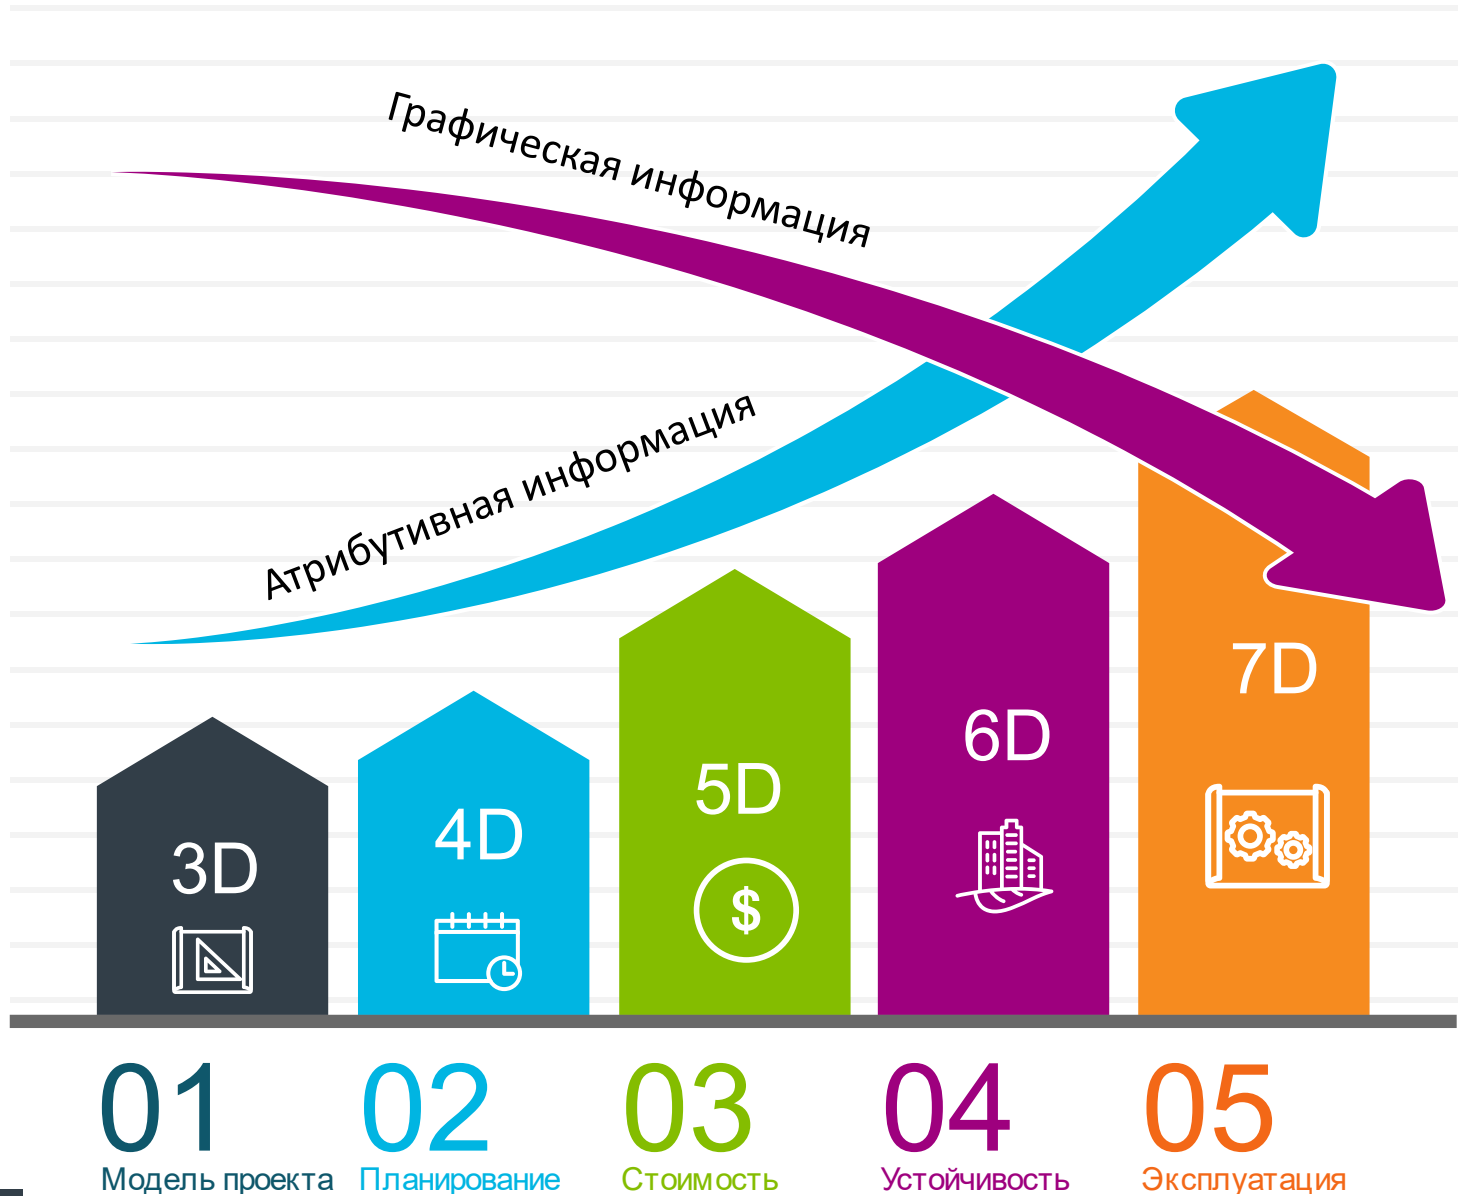 Графическая информация
Атрибутивная информация
3D
4D
5D
$
6D
7D
01
02
03
04
05
Модель проекта
Планирование
Стоимость
Устойчивость
Эксплуатация